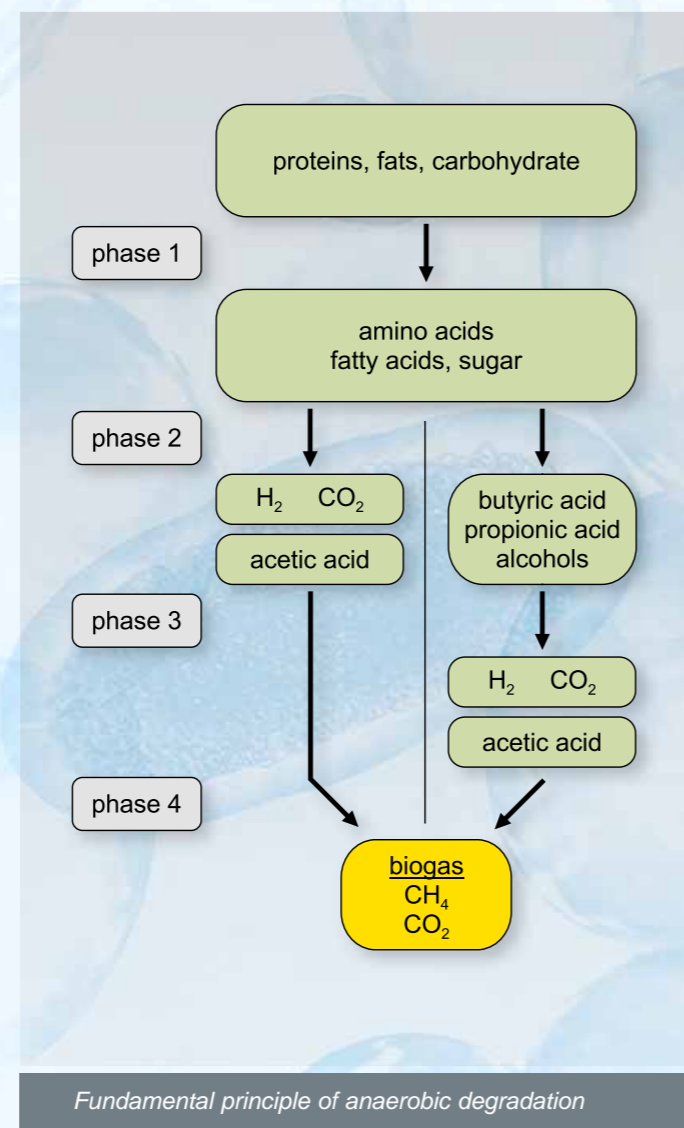 proteins, fats, carbohydrate
phase 1
amino acids
fatty acids, sugar
phase 2
H₂ CO₂
acetic acid
butyric acid
propionic acid
alcohols
phase 3
H₂ CO₂
acetic acid
phase 4
biogas
CH₄
CO₂
Fundamental principle of anaerobic degradation